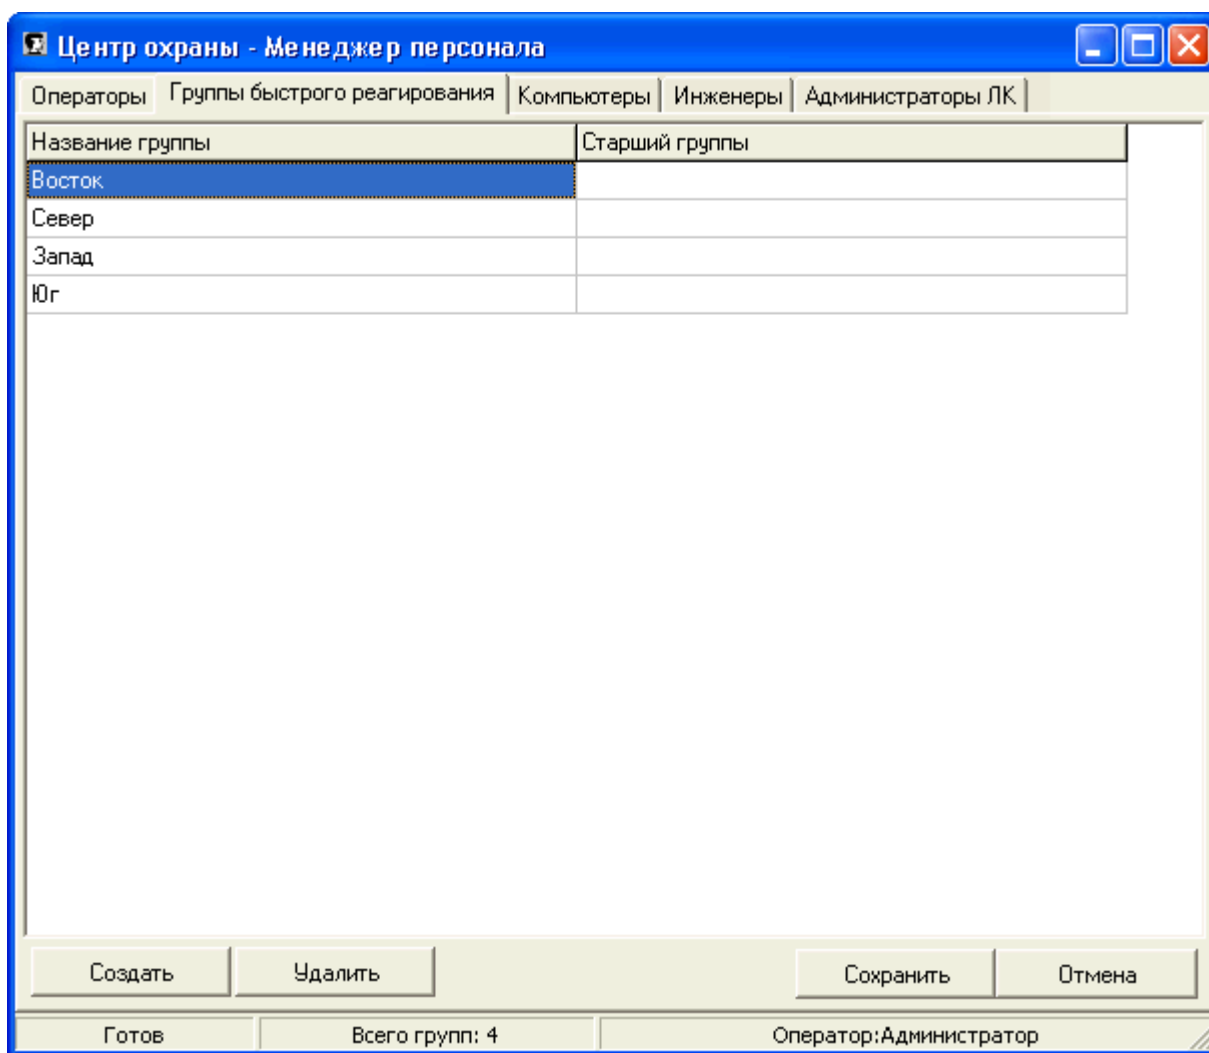 Центр охраны - Менеджер персонала
Операторы Группы быстрого реагирования Компьютеры Инженеры Администраторы ЛК
Название группы Старший группы
Восток
Север
Запад
Юг
Создать Удалить Сохранить Отмена
Готов Всего групп: 4 Оператор:Администратор